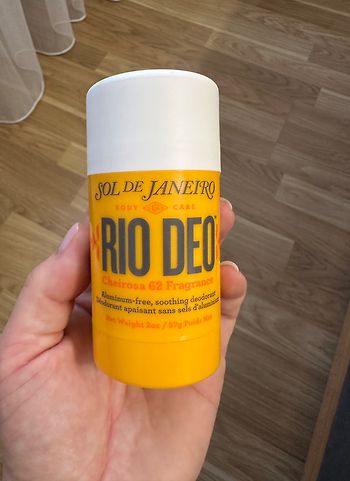 SOL DE JANEIRO
BODY CARE
RIO DEO™
Cheirosa 62 Fragrance
Aluminum-free, soothing deodorant
Déodorant apaisant sans sels d'aluminium
Net Weight 2oz / 57g Poids Net